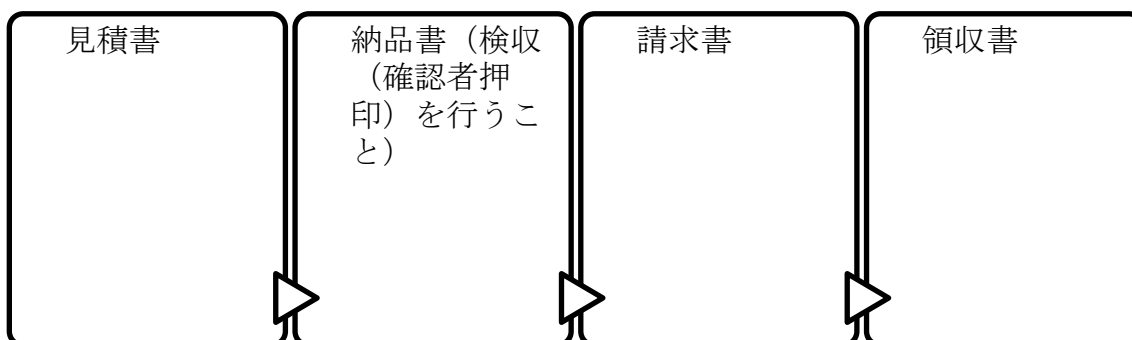 見積書
納品書（検収
（確認者押
印）を行うこ
と）
請求書
領収書